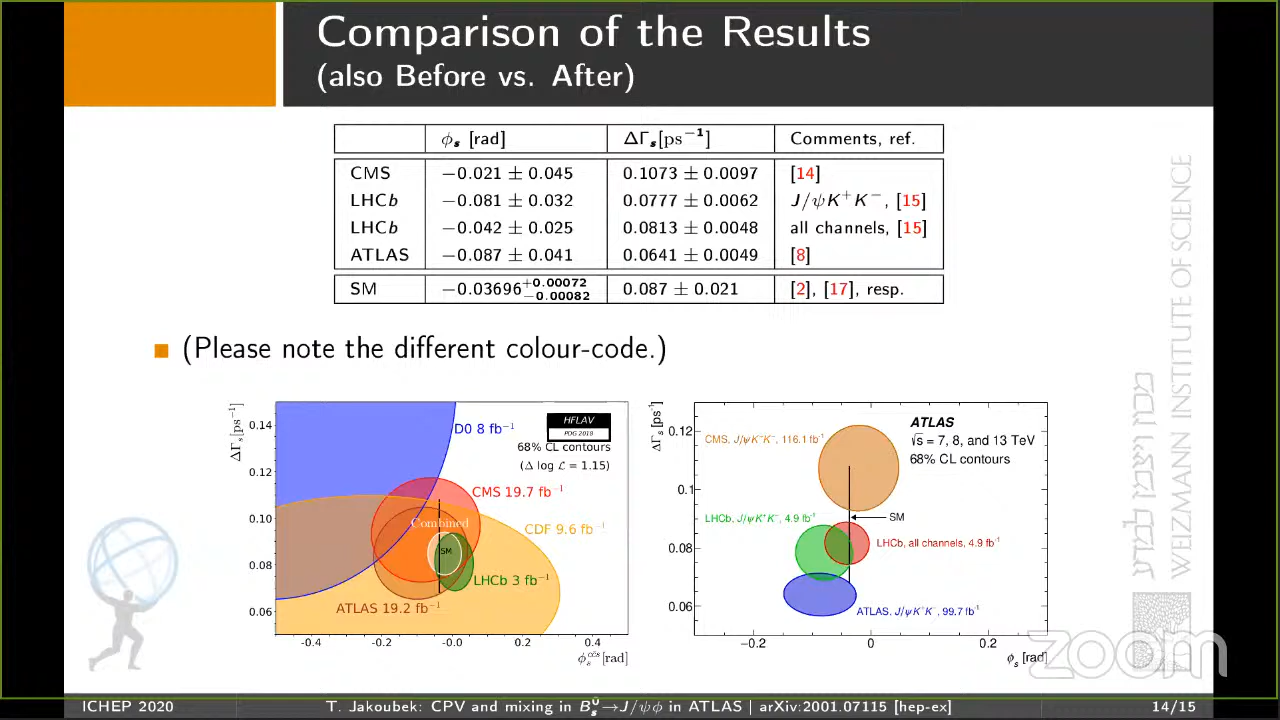 Comparison of the Results
(also Before vs. After)
ϕs [rad] ΔΓs[ps−1] Comments, ref.
CMS −0.021 ± 0.045 0.1073 ± 0.0097 [14]
LHCb −0.081 ± 0.032 0.0777 ± 0.0062 J/ψK+K−, [15]
LHCb −0.042 ± 0.025 0.0813 ± 0.0048 all channels, [15]
ATLAS −0.087 ± 0.041 0.0641 ± 0.0049 [8]
SM −0.03696+0.00072−0.00082 0.087 ± 0.021 [2], [17], resp.
(Please note the different colour-code.)
ΔΓs[ps−1]
0.14
0.12
0.10
0.08
0.06
−0.4 −0.2 −0.0 0.2 0.4
ϕsccs[rad]
HFLAV
PDG 2018
68% CL contours
(Δ log ℒ = 1.15)
D0 8 fb−1
CMS 19.7 fb−1
Combined
CDF 9.6 fb−1
SM
LHCb 3 fb−1
ATLAS 19.2 fb−1
ΔΓs [ps-1]
0.12
0.1
0.08
0.06
−0.2 0 0.2
ϕs [rad]
ATLAS
√s = 7, 8, and 13 TeV
68% CL contours
CMS, J/ψK+K−, 116.1 fb-1
SM
LHCb, J/ψK+K−, 4.9 fb-1
LHCb, all channels, 4.9 fb-1
ATLAS, J/ψK+K−, 99.7 fb-1
מכון ויצמן למדע
WEIZMANN INSTITUTE OF SCIENCE
zoom
ICHEP 2020 T. Jakoubek: CPV and mixing in B0s→J/ψϕ in ATLAS | arXiv:2001.07115 [hep-ex] 14/15